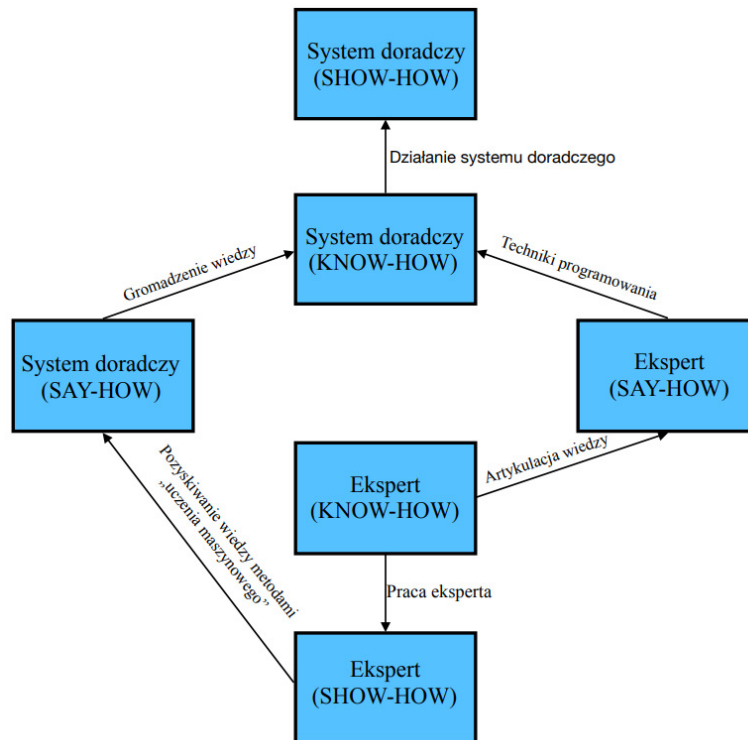 System doradczy
(SHOW-HOW)
Działanie systemu doradczego
System doradczy
(KNOW-HOW)
Gromadzenie wiedzy
Techniki programowania
System doradczy
(SAY-HOW)
Ekspert
(SAY-HOW)
Pozyskiwanie wiedzy metodami
„uczenia maszynowego”
Ekspert
(KNOW-HOW)
Artykulacja wiedzy
Praca eksperta
Ekspert
(SHOW-HOW)